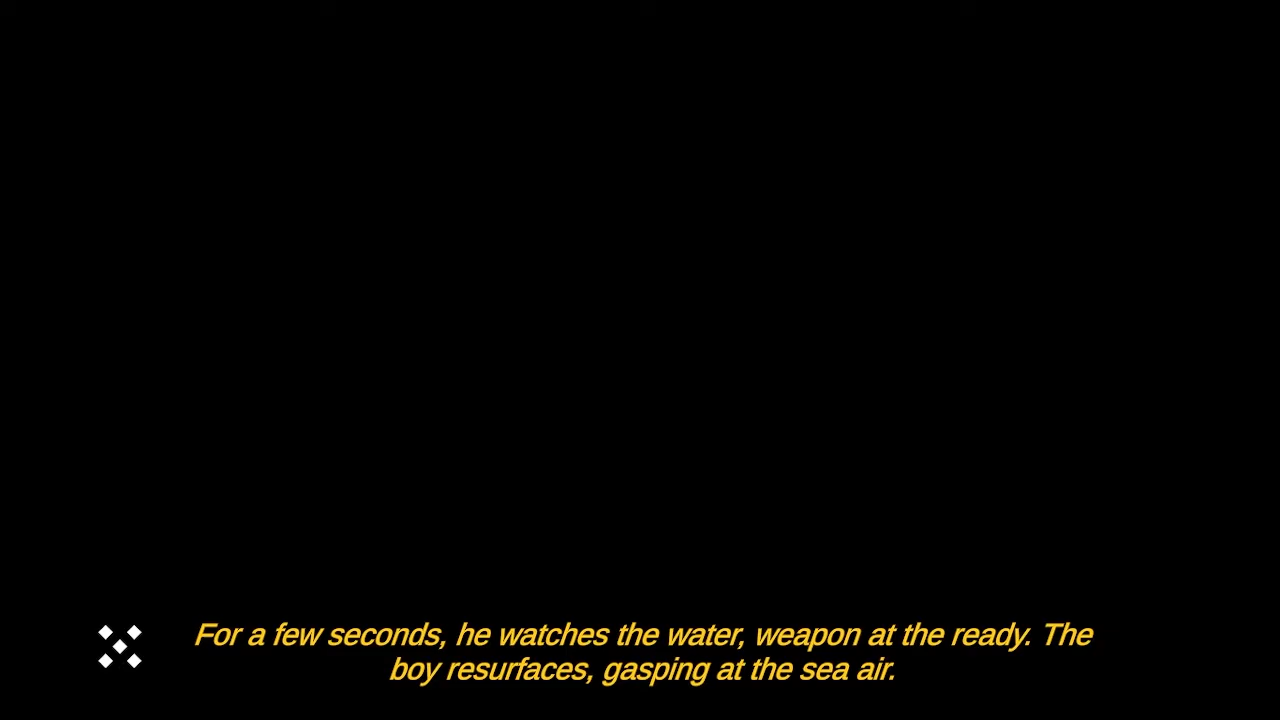 For a few seconds, he watches the water, weapon at the ready. The
boy resurfaces, gasping at the sea air.